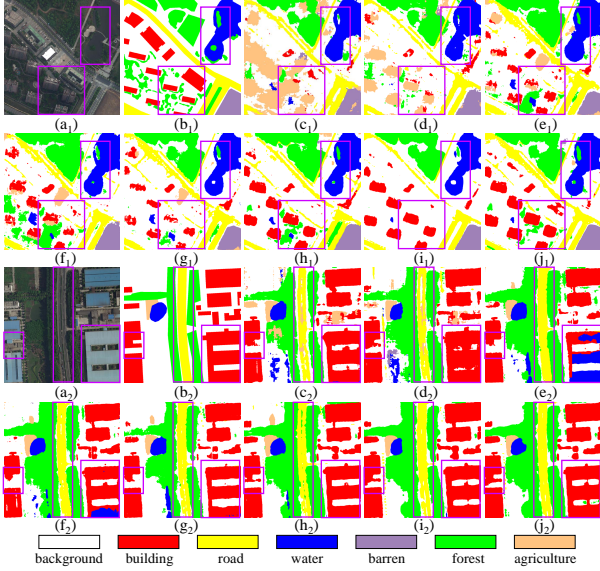 (a₁) (b₁) (c₁) (d₁) (e₁)
(f₁) (g₁) (h₁) (i₁) (j₁)
(a₂) (b₂) (c₂) (d₂) (e₂)
(f₂) (g₂) (h₂) (i₂) (j₂)
background building road water barren forest agriculture